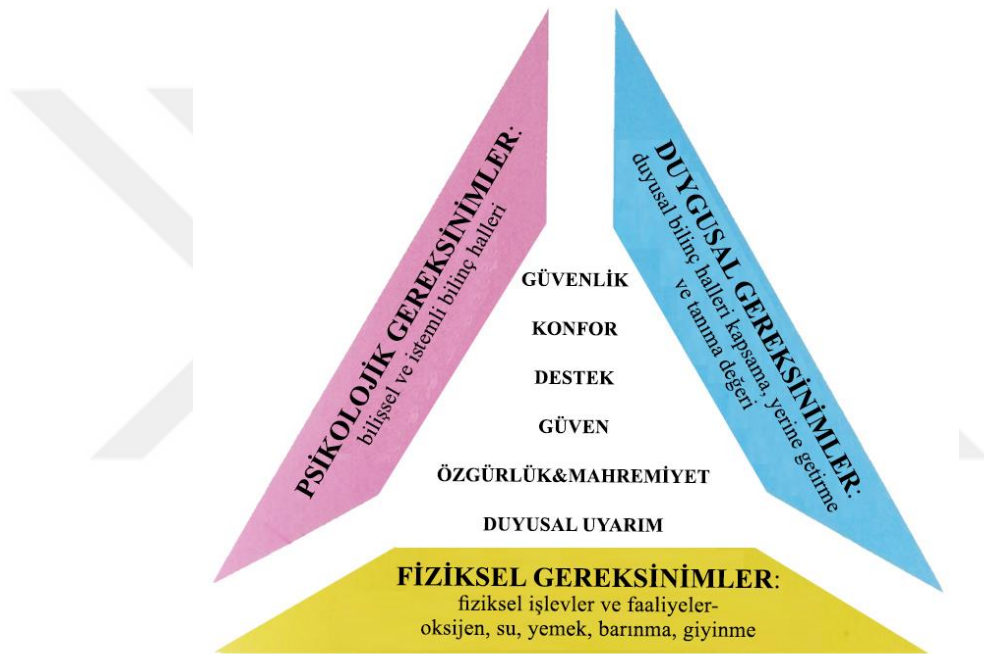 PSİKOLOJİK GEREKSİNİMLER:
bilişsel ve istemli bilinç halleri
DUYGUSAL GEREKSİNİMLER:
duyusal bilinç halleri kapsama, yerine getirme
ve tanıma değeri
GÜVENLİK
KONFOR
DESTEK
GÜVEN
ÖZGÜRLÜK&MAHREMİYET
DUYUSAL UYARIM
FİZİKSEL GEREKSİNİMLER:
fiziksel işlevler ve faaliyeler-
oksijen, su, yemek, barınma, giyinme